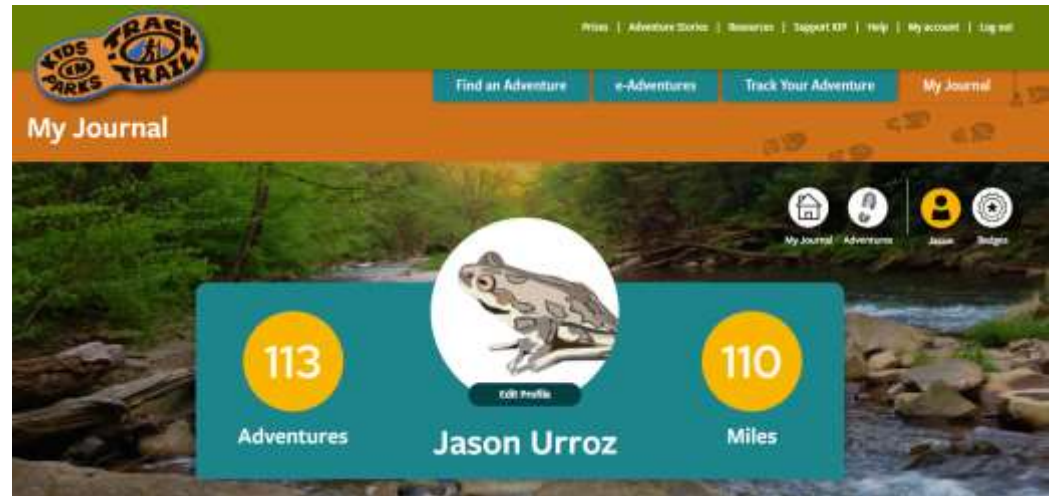 KIDS IN PARKS
TRACK TRAIL
Prizes | Adventure Stories | Resources | Support KIP | Help | My account | Log out
Find an Adventure
e-Adventures
Track Your Adventure
My Journal
My Journal
My Journal
Adventures
Jason
Badges
113
110
Edit Profile
Adventures
Jason Urroz
Miles